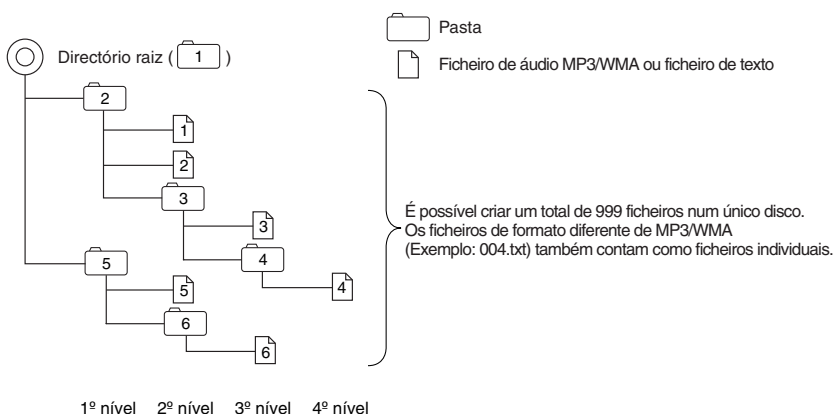 Directório raiz ( 1 )
Pasta
Ficheiro de áudio MP3/WMA ou ficheiro de texto
2
1
2
3
3
4
4
5
5
6
6
É possível criar um total de 999 ficheiros num único disco.
Os ficheiros de formato diferente de MP3/WMA
(Exemplo: 004.txt) também contam como ficheiros individuais.
1º nível 2º nível 3º nível 4º nível